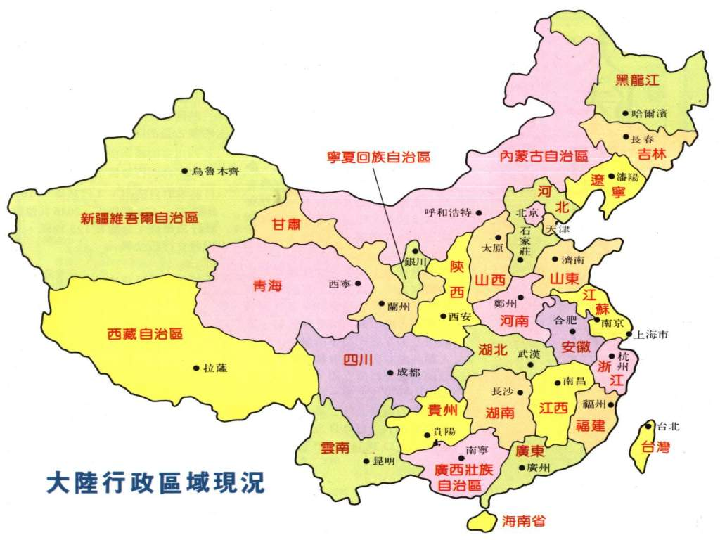 黑龍江
哈爾濱
長春
吉林
寧夏回族自治區
內蒙古自治區
瀋陽
遼寧
烏魯木齊
河北
北京
天津
新疆維吾爾自治區
甘肅
呼和浩特
石家莊
太原
銀川
陝西
山西
濟南
山東
青海
西寧
蘭州
鄭州
河南
江蘇
西安
合肥
南京
西藏自治區
上海市
四川
湖北
武漢
安徽
杭州
浙江
拉薩
成都
南昌
長沙
貴州
湖南
江西
福州
福建
台北
貴陽
雲南
南寧
廣東
台灣
昆明
廣西壯族
自治區
廣州
大陸行政區域現況
海南省